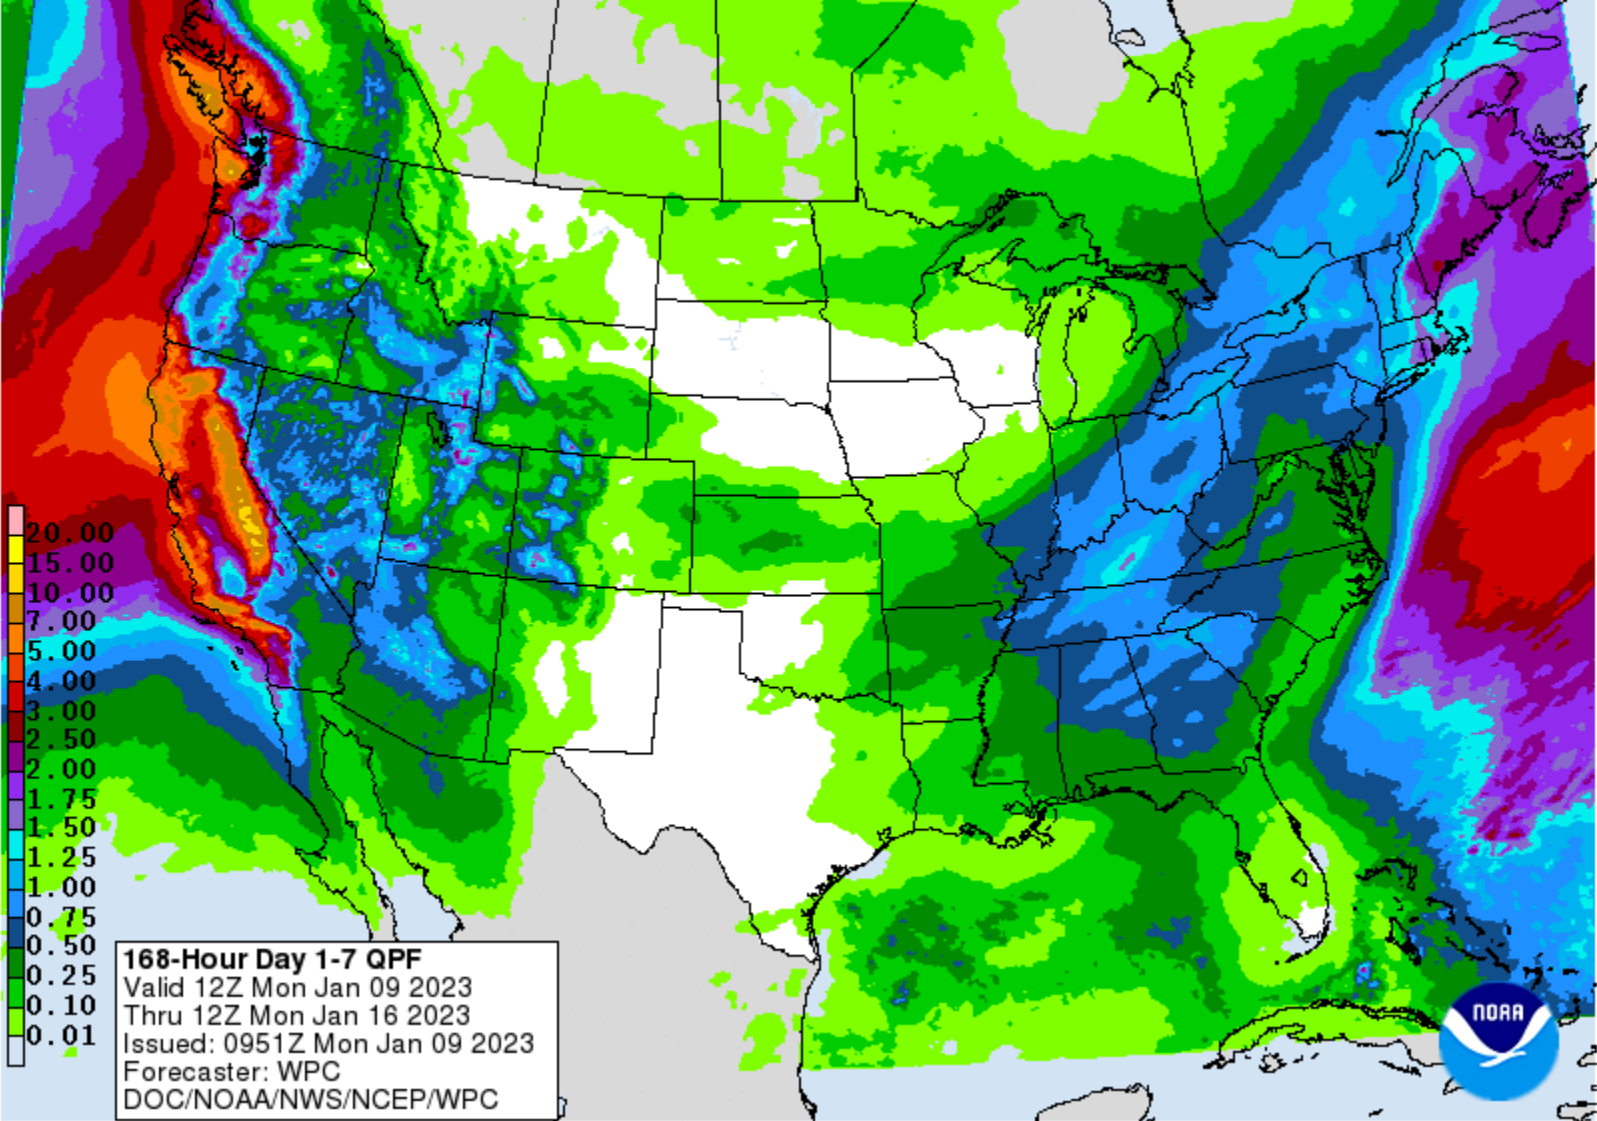 20.00
15.00
10.00
7.00
5.00
4.00
3.00
2.50
2.00
1.75
1.50
1.25
1.00
0.75
0.50
0.25
0.10
0.01
168-Hour Day 1-7 QPF
Valid 12Z Mon Jan 09 2023
Thru 12Z Mon Jan 16 2023
Issued: 0951Z Mon Jan 09 2023
Forecaster: WPC
DOC/NOAA/NWS/NCEP/WPC
NOAA